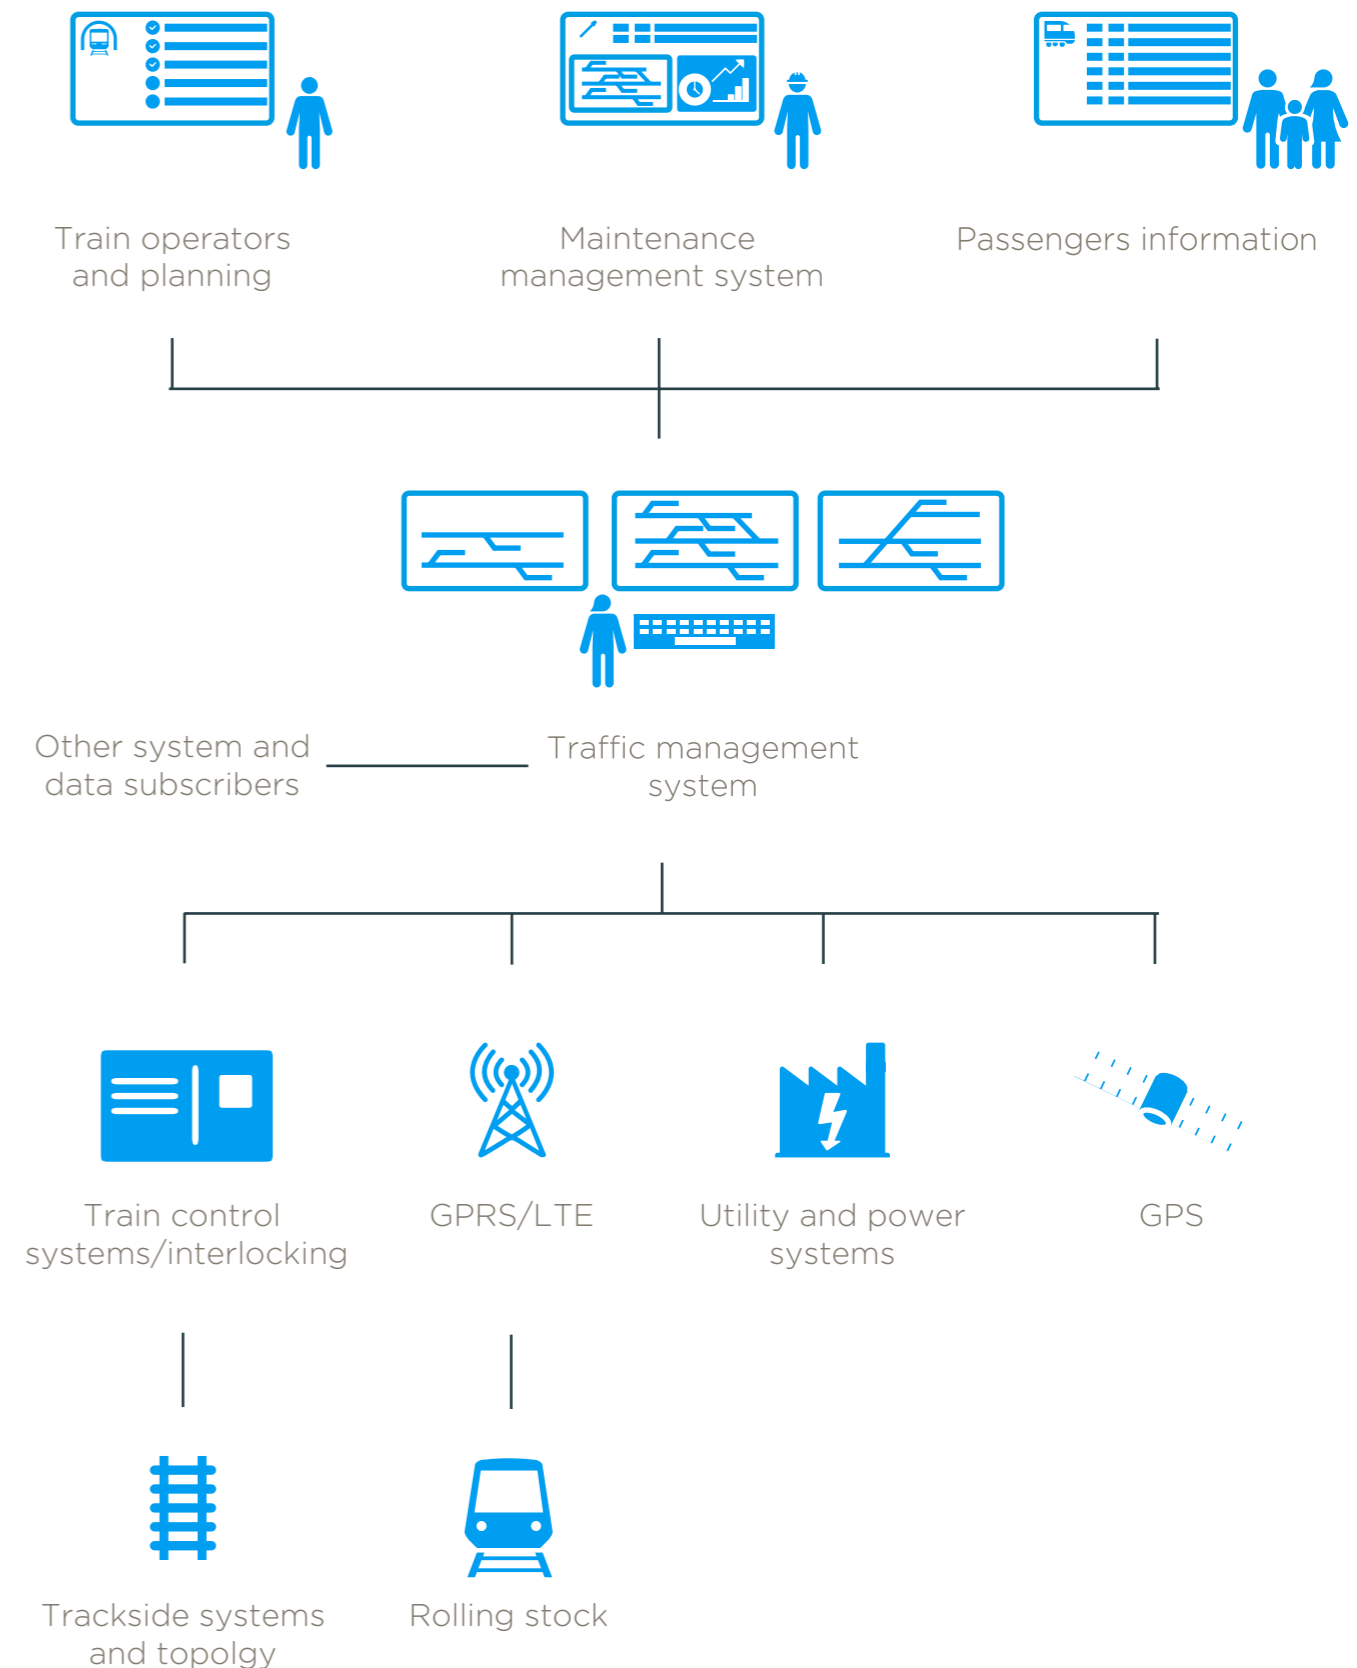 Train operators
and planning
Maintenance
management system
Passengers information
Other system and
data subscribers
Traffic management
system
Train control
systems/interlocking
GPRS/LTE
Utility and power
systems
GPS
Trackside systems
and topolgy
Rolling stock